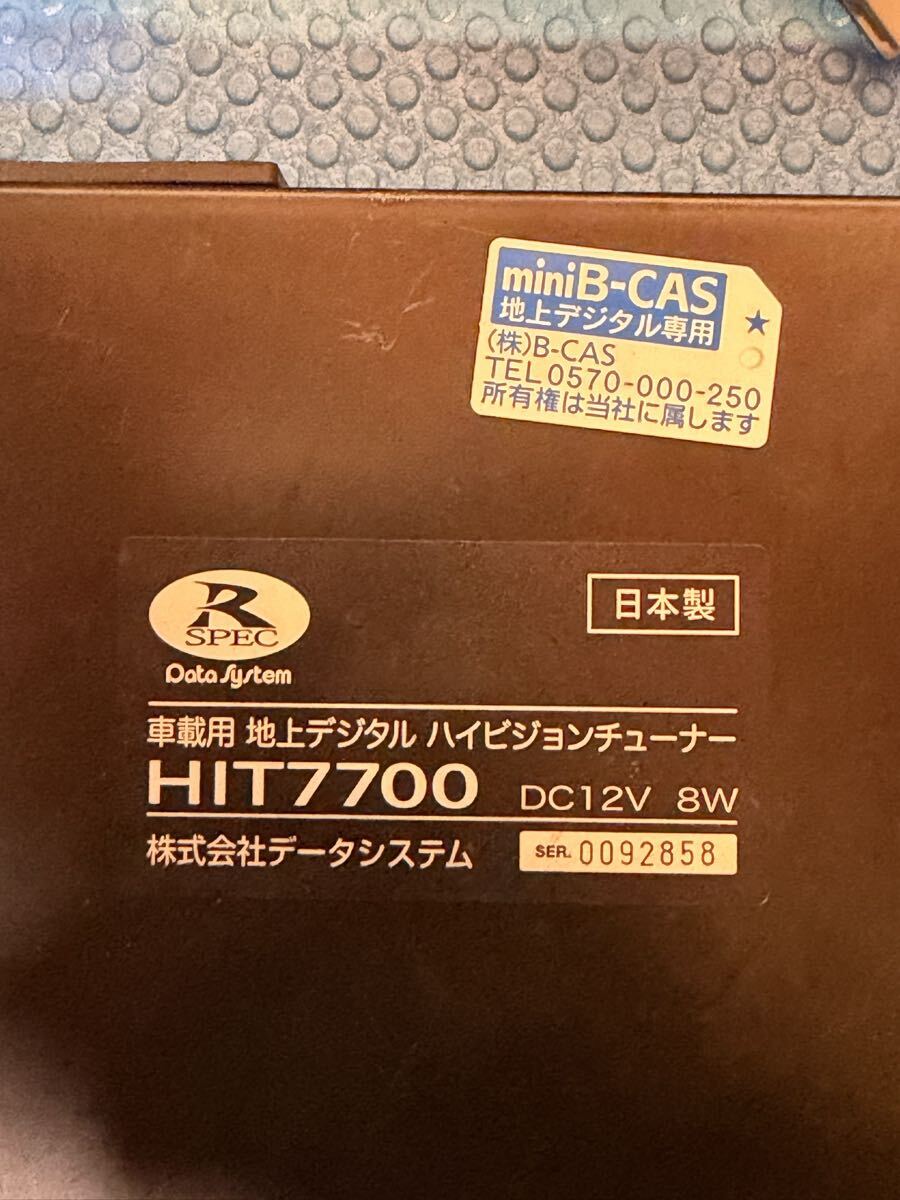 miniB-CAS
地上デジタル専用
★
(株)B-CAS
TEL0570-000-250
所有権は当社に属します
R
SPEC
Data System
日本製
車載用 地上デジタル ハイビジョンチューナー
HIT7700 DC12V 8W
株式会社データシステム SER. 0092858